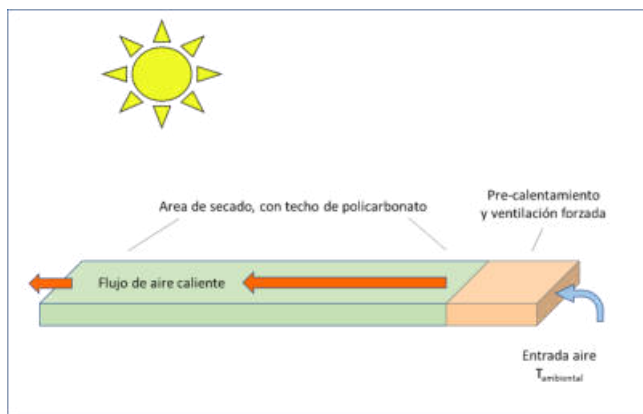 Pre-calentamiento
y ventilación forzada
Area de secado, con techo de policarbonato
Flujo de aire caliente
Entrada aire
Tambiental